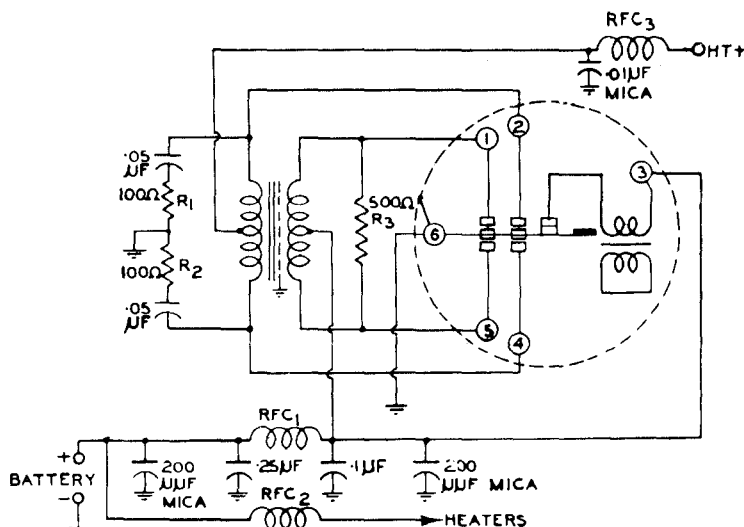 RFC3
HT+
.01µF
MICA
.05
µF
100Ω
R1
100Ω
R2
.05
µF
500Ω
R3
1
2
3
4
5
6
RFC1
+
BATTERY
-
200
µµF
MICA
.25µF
.1µF
200
µµF MICA
RFC2
HEATERS